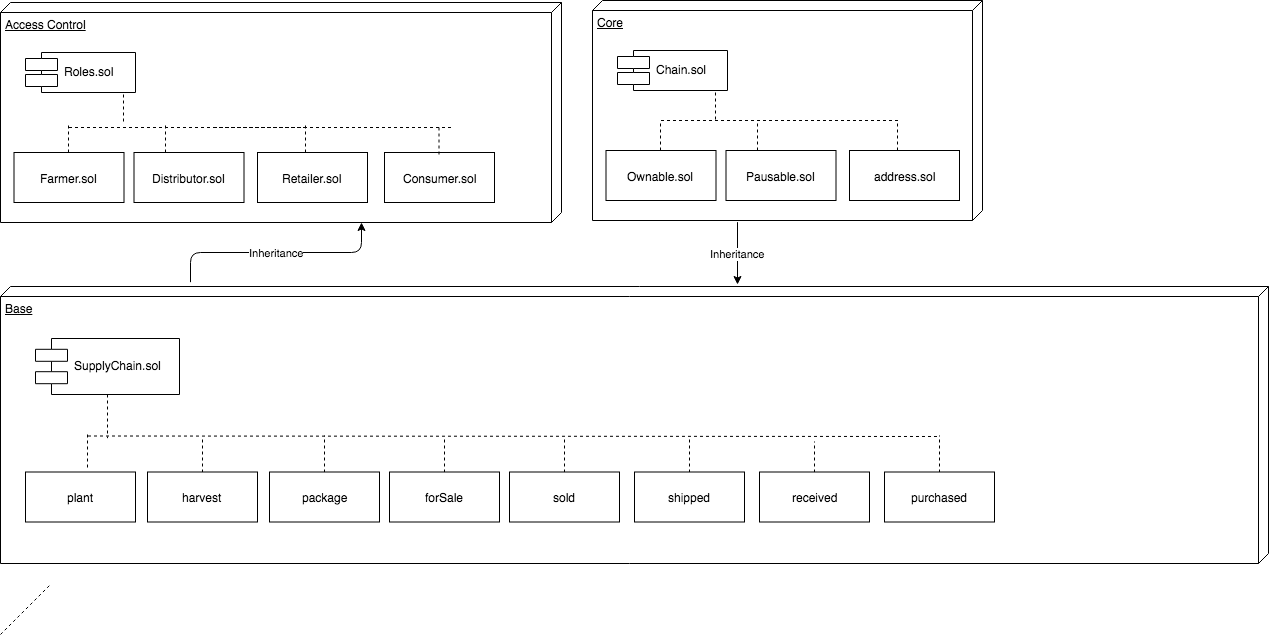 Access Control
Roles.sol
Farmer.sol
Distributor.sol
Retailer.sol
Consumer.sol
Core
Chain.sol
Ownable.sol
Pausable.sol
address.sol
Inheritance
Inheritance
Base
SupplyChain.sol
plant
harvest
package
forSale
sold
shipped
received
purchased